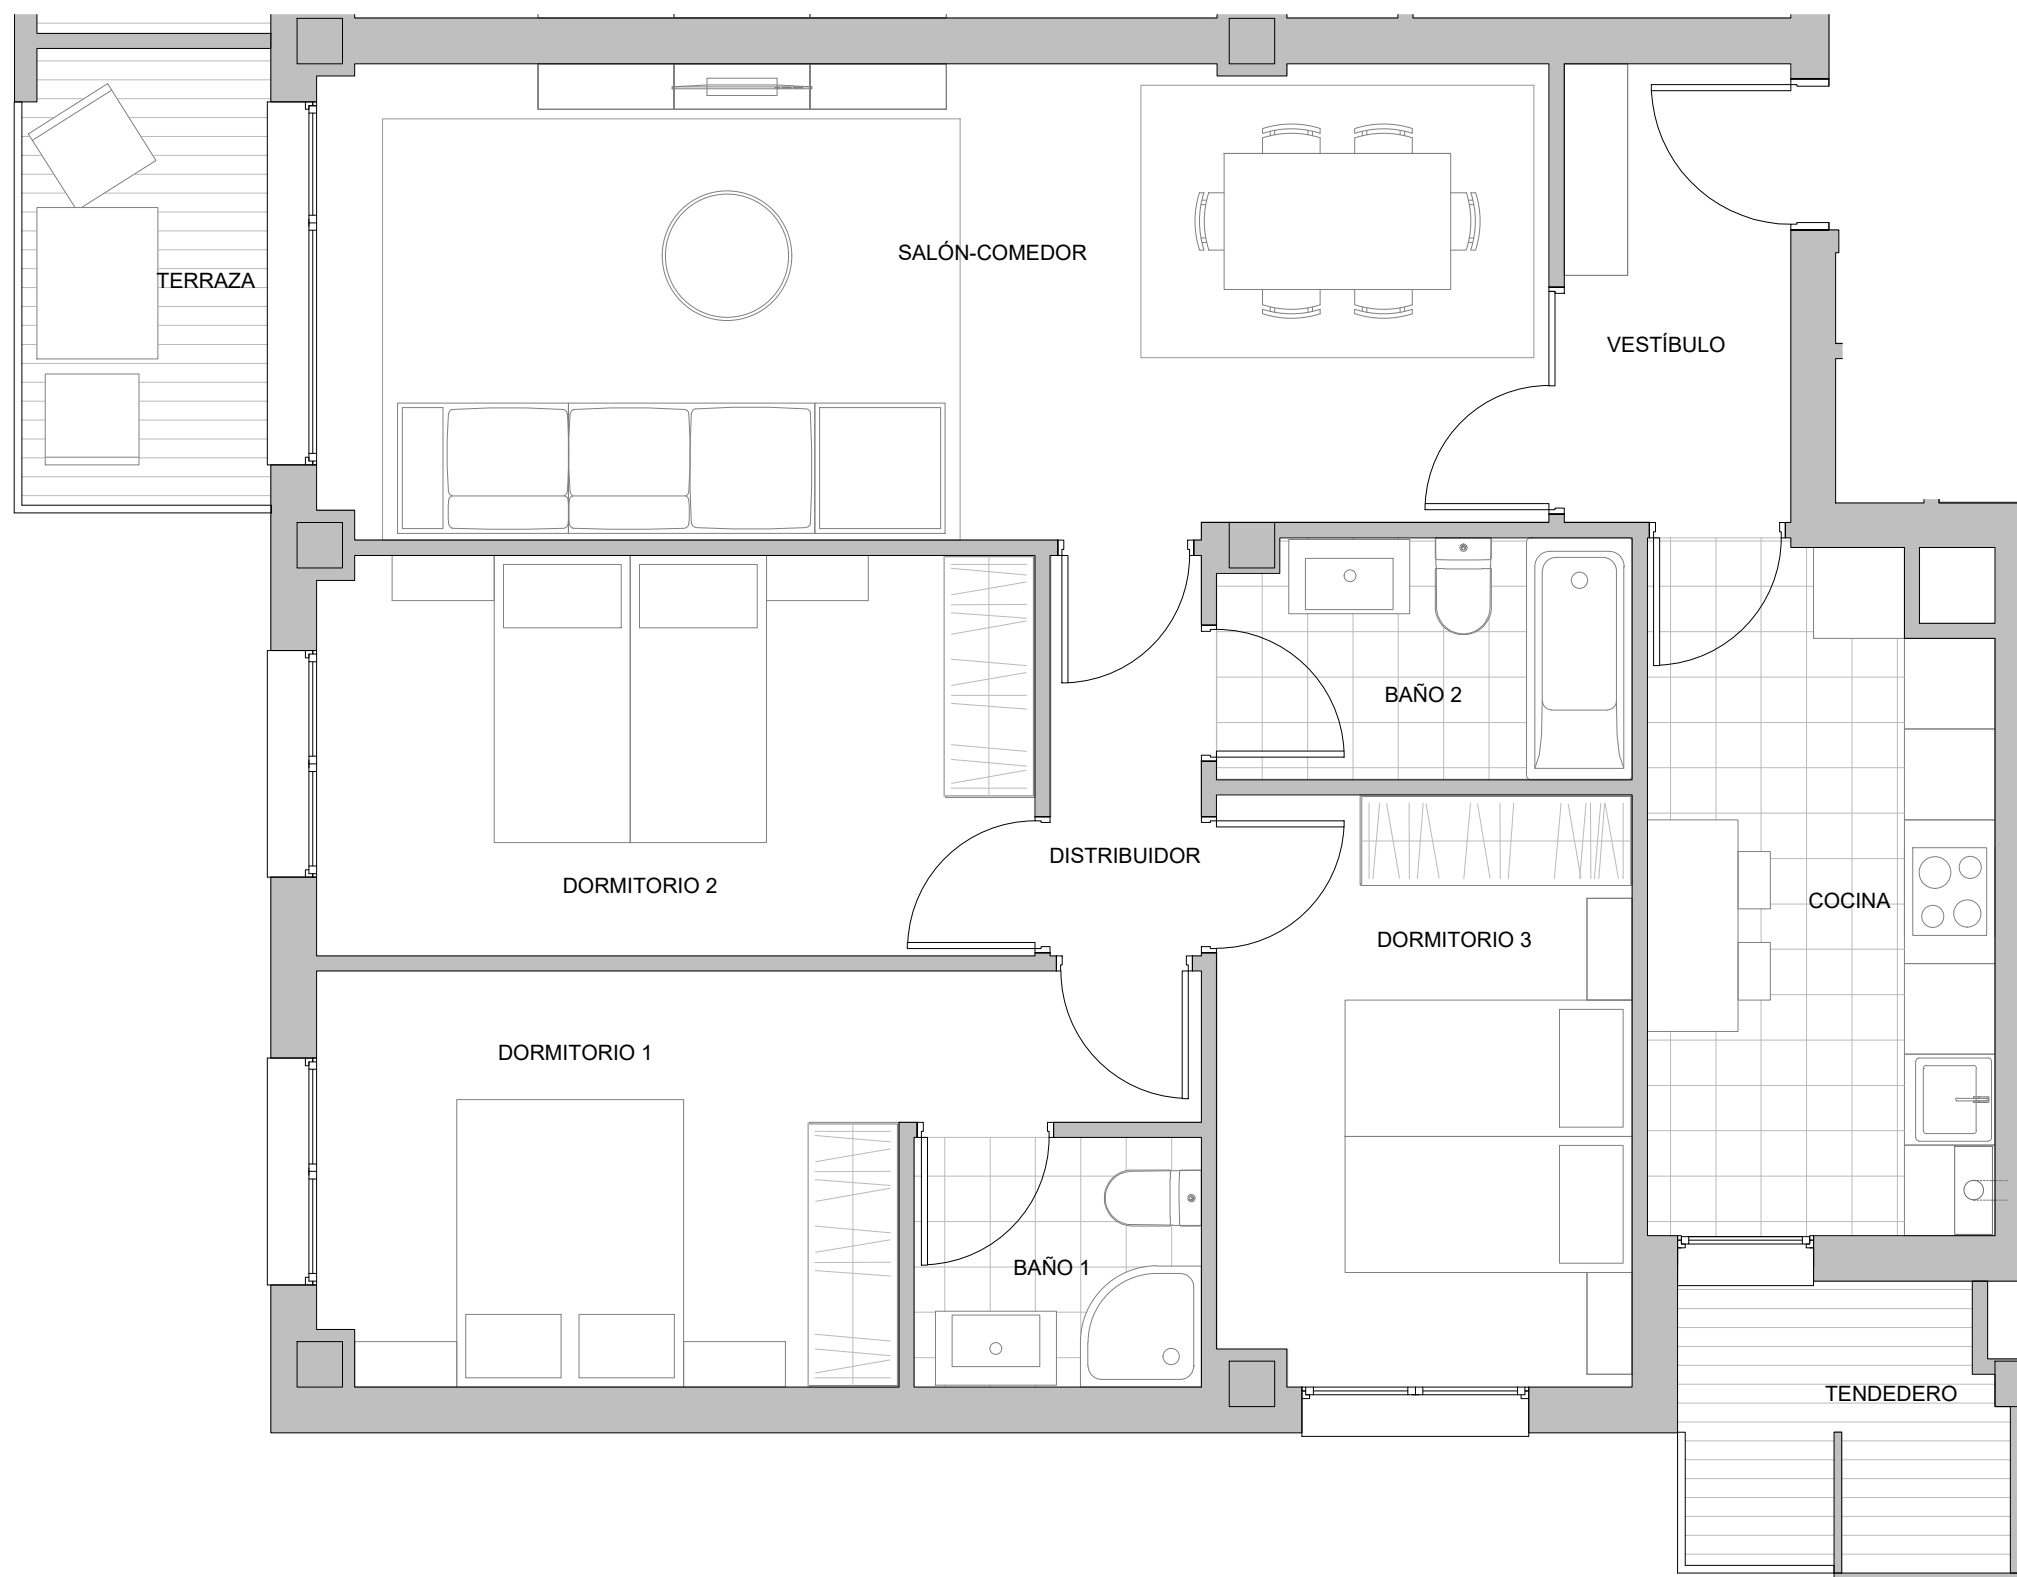 SALÓN-COMEDOR
TERRAZA
VESTÍBULO
BAÑO 2
DISTRIBUIDOR
DORMITORIO 2
COCINA
DORMITORIO 3
DORMITORIO 1
BAÑO 1
TENDEDERO